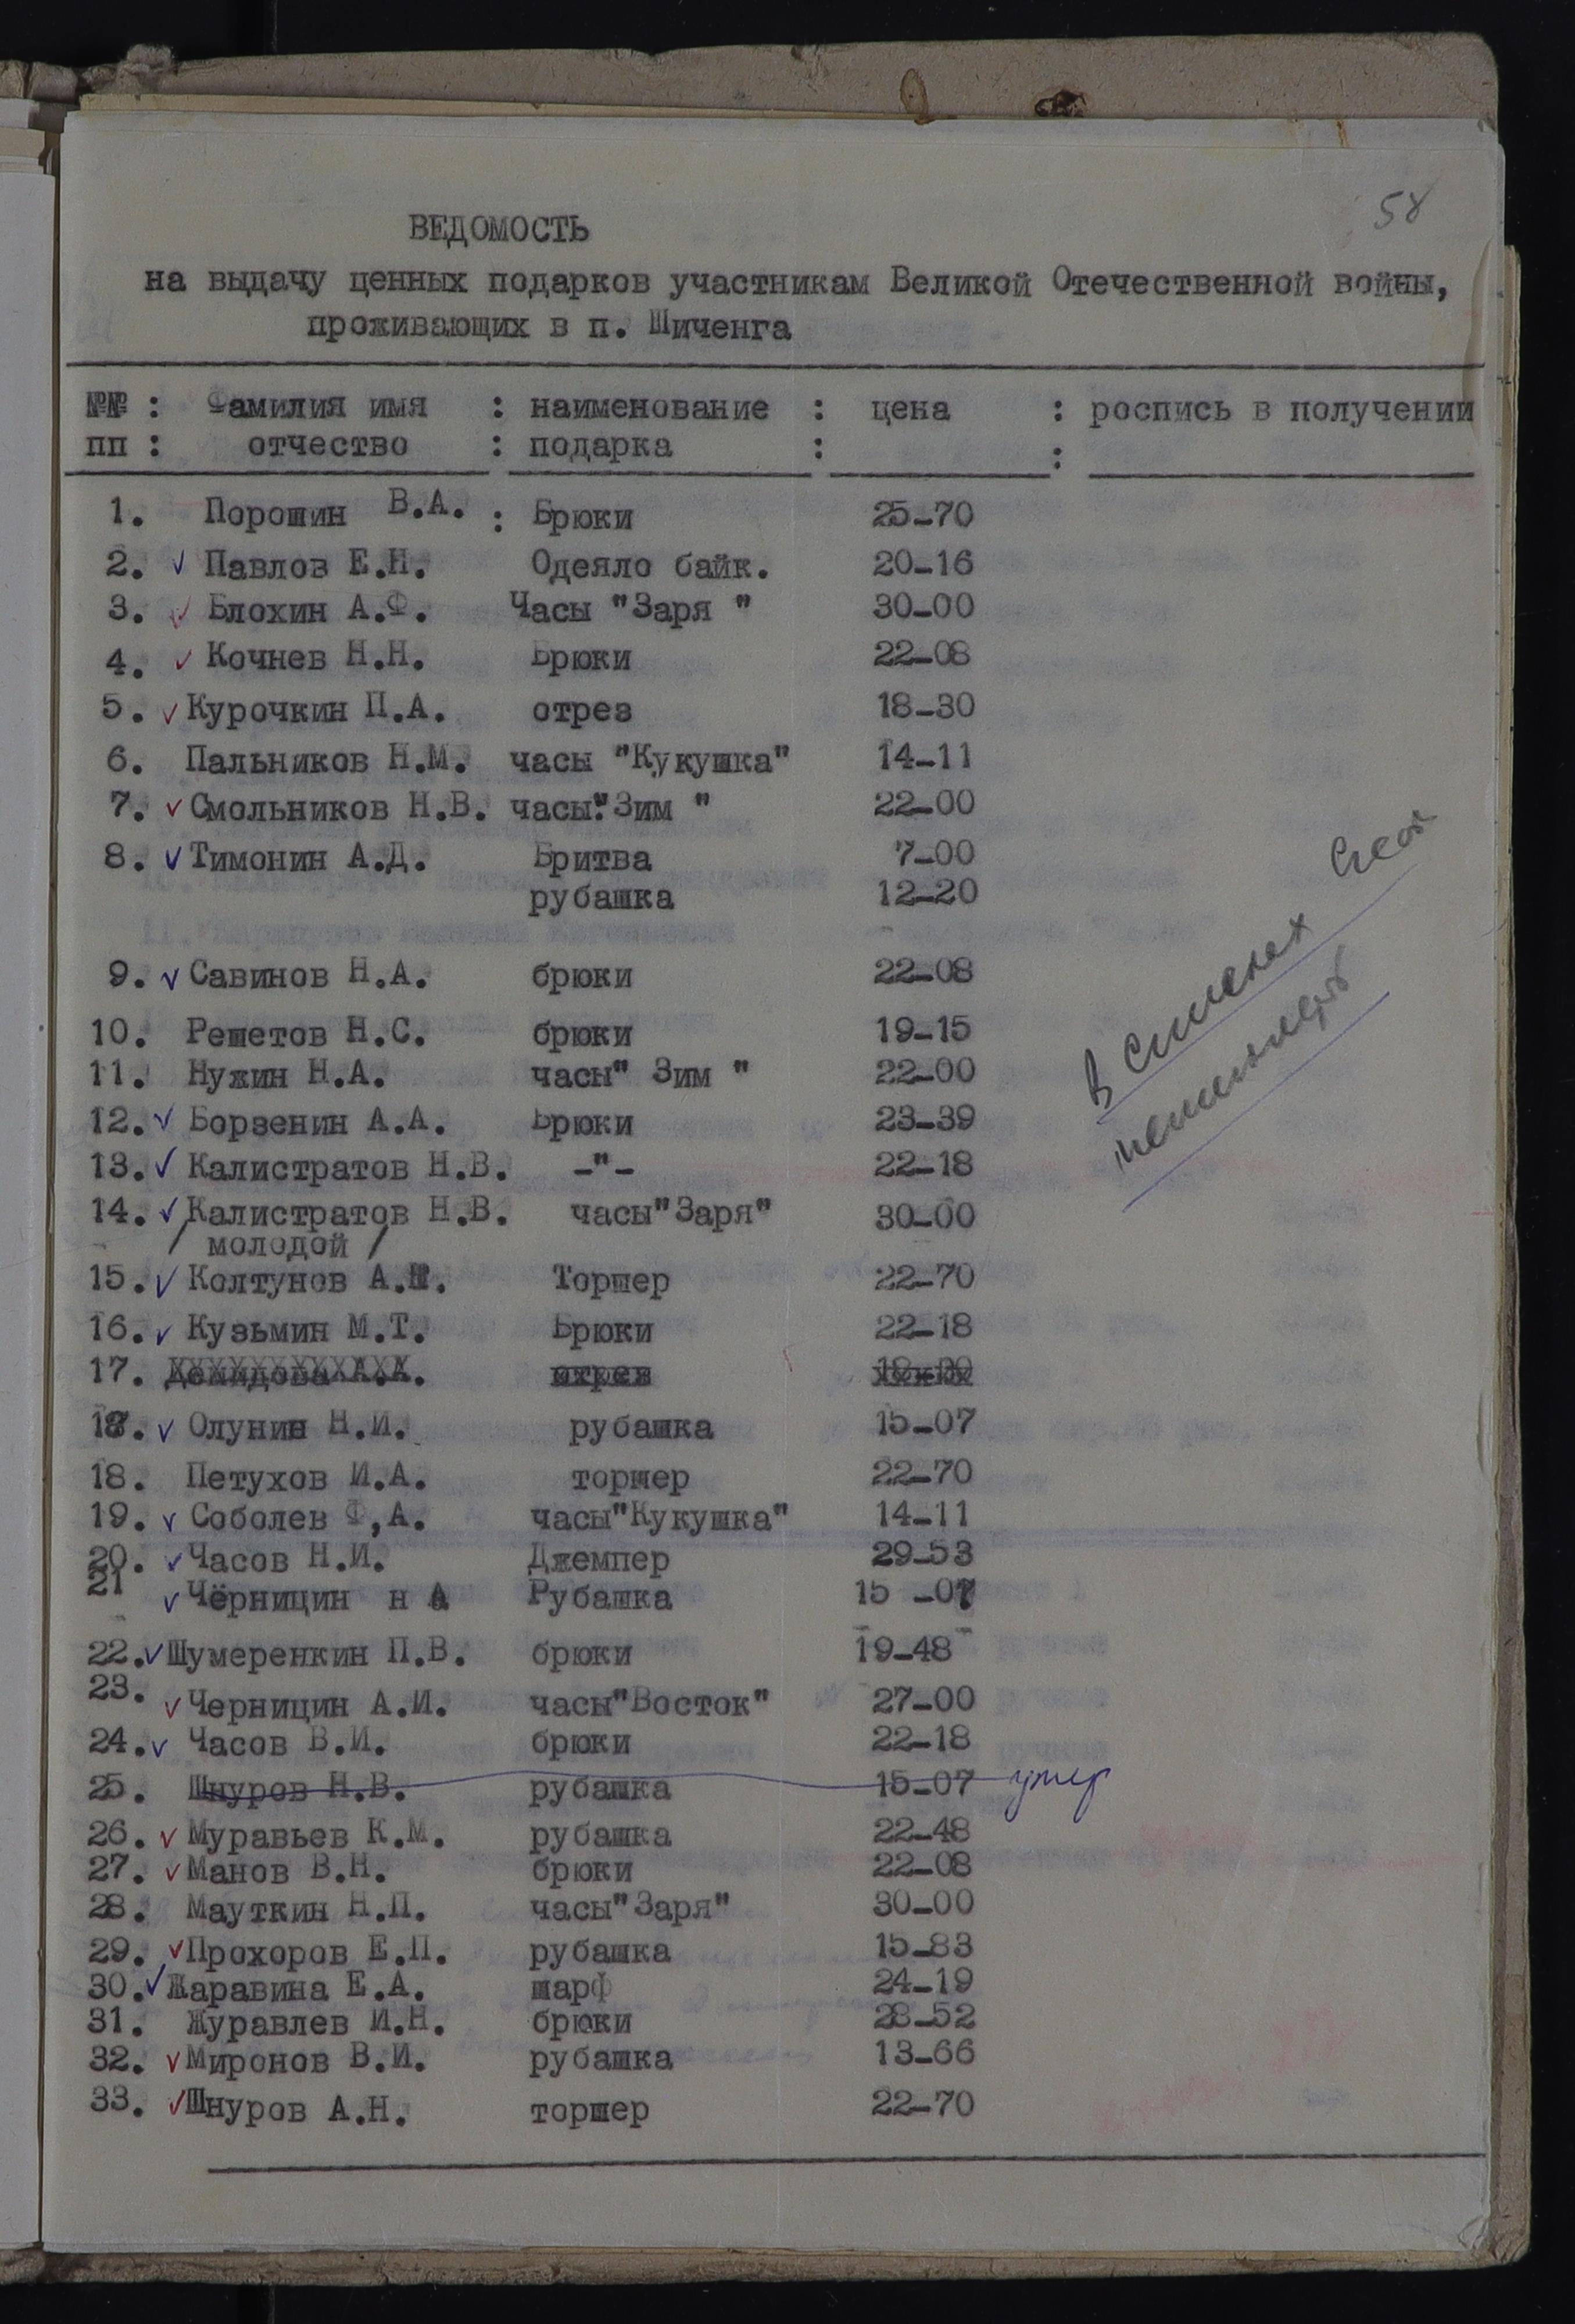 58
ВЕДОМОСТЬ
на выдачу ценных подарков участникам Великой Отечественной войны,
проживающих в п. Шиченга
№№ : Фамилия имя : наименование : цена : роспись в получении
пп : отчество : подарка : :
1. Порошин В.А. : Брюки 25-70
2. Павлов Е.Н. Одеяло байк. 20-16
3. Блохин А.Ф. Часы "Заря " 30-00
4. Кочнев Н.Н. Брюки 22-08
5. Курочкин П.А. отрез 18-30
6. Пальников Н.М. часы "Кукушка" 14-11
7. Смольников Н.В. часы."Зим " 22-00
8. Тимонин А.Д. Бритва 7-00
рубашка 12-20
9. Савинов Н.А. брюки 22-08
10. Решетов Н.С. брюки 19-15
11. Нужин Н.А. часы" Зим " 22-00
12. Борзенин А.А. Брюки 23-39
13. Калистратов Н.В. -"- 22-18
14. Калистратов Н.В. часы"Заря" 30-00
/ молодой /
15. Колтунов А. Торшер 22-70
16. Кузьмин М.Т. Брюки 22-18
17. Демидова А.А. отрез
18. Олунин Н.И. рубашка 15-07
18. Петухов И.А. торшер 22-70
19. Соболев Ф,А. часы"Кукушка" 14-11
20. Часов Н.И. Джемпер 29-53
21 Чёрницин н А Рубашка 15 -07
22. Шумеренкин П.В. брюки 19-48
23. Черницин А.И. часы"Восток" 27-00
24. Часов В.И. брюки 22-18
25. Шнуров Н.В. рубашка 15-07 умер
26. Муравьев К.М. рубашка 22-48
27. Манов В.Н. брюки 22-08
28. Мауткин Н.П. часы"Заря" 30-00
29. Прохоров Е.П. рубашка 15-83
30. Жаравина Е.А. шарф 24-19
31. Журавлев И.Н. брюки 28-52
32. Миронов В.И. рубашка 13-66
33. Шнуров А.Н. торшер 22-70
В списках